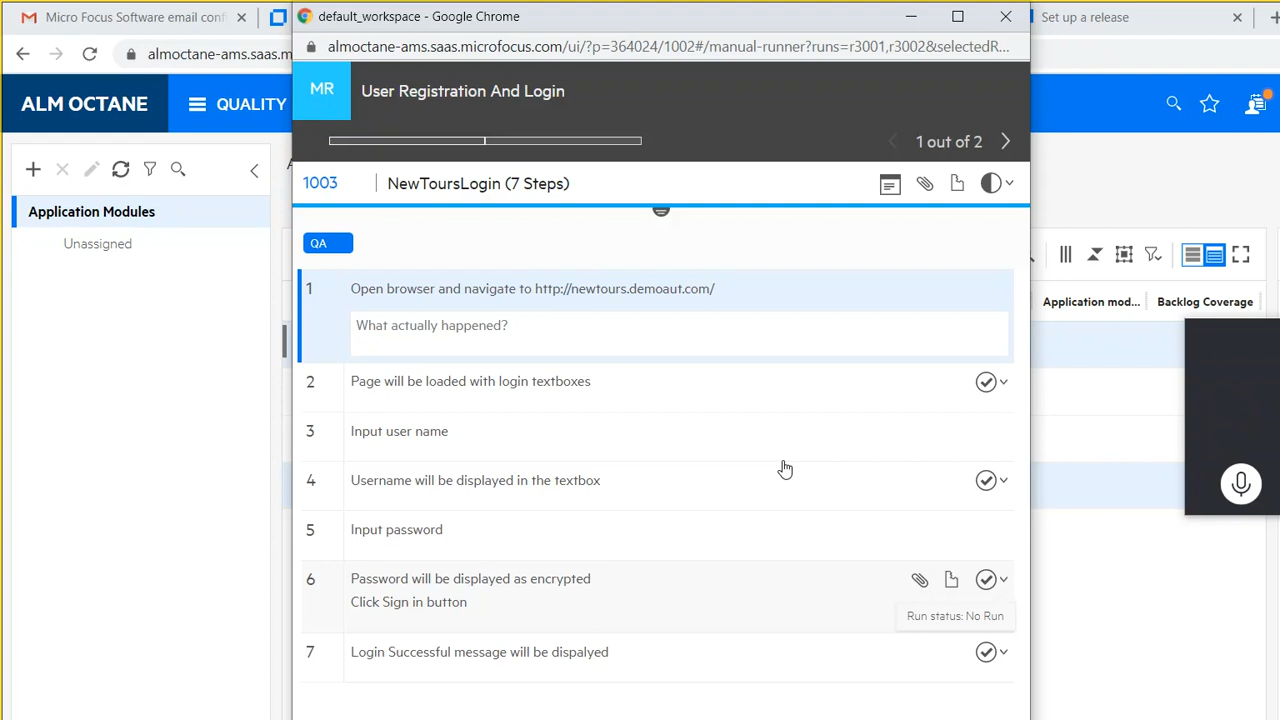 Micro Focus Software email conf
default_workspace - Google Chrome
Set up a release
almoctane-ams.saas.m
almoctane-ams.saas.microfocus.com/ui/?p=364024/1002#/manual-runner?runs=r3001,r3002&selectedR...
ALM OCTANE
QUALITY
MR
User Registration And Login
1 out of 2
1003
NewToursLogin (7 Steps)
Application Modules
Unassigned
QA
Application mod...
Backlog Coverage
1
Open browser and navigate to http://newtours.demoaut.com/
What actually happened?
2
Page will be loaded with login textboxes
3
Input user name
4
Username will be displayed in the textbox
5
Input password
6
Password will be displayed as encrypted
Click Sign in button
Run status: No Run
7
Login Successful message will be dispalyed